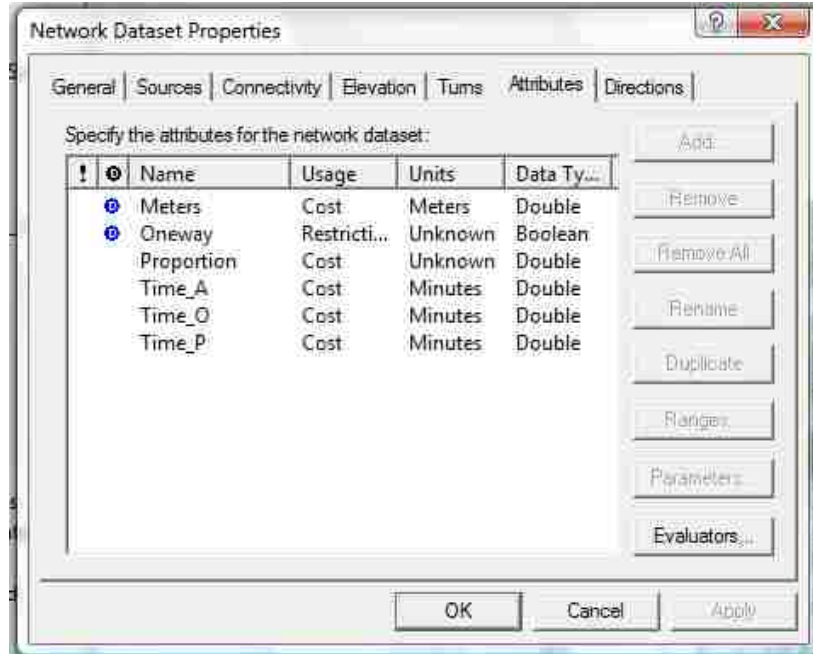 Network Dataset Properties
General Sources Connectivity Elevation Turns Attributes Directions
Specify the attributes for the network dataset:
! D Name Usage Units Data Ty...
D Meters Cost Meters Double
D Oneway Restricti... Unknown Boolean
Proportion Cost Unknown Double
Time_A Cost Minutes Double
Time_O Cost Minutes Double
Time_P Cost Minutes Double
Add...
Remove
Remove All
Rename
Duplicate
Ranges...
Parameters...
Evaluators...
OK Cancel Apply